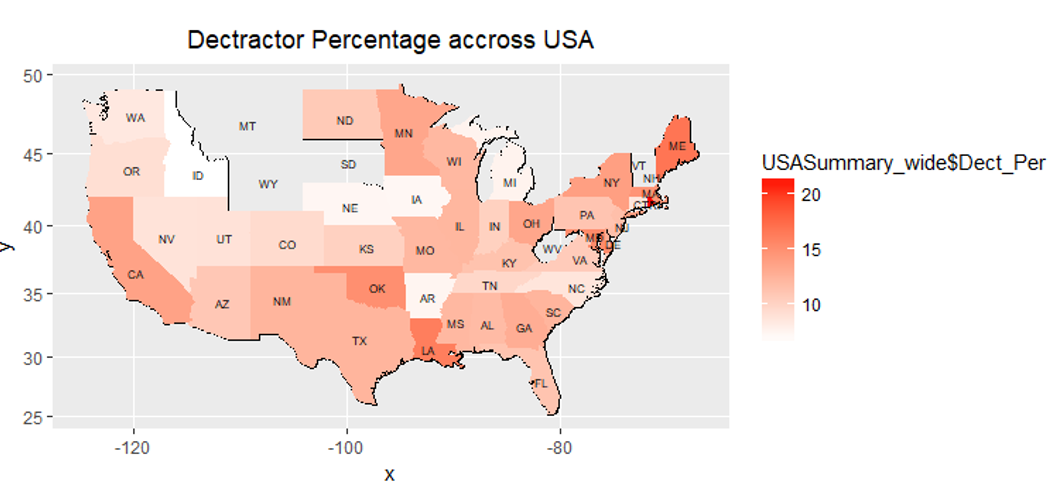 Dectractor Percentage accross USA
50
45
40
35
30
25
y
-120
-100
-80
x
WA
MT
ND
MN
ME
OR
ID
WY
SD
WI
MI
VT
NH
NY
MA
CT
NV
UT
CO
NE
IA
IL
IN
OH
PA
NJ
CA
KS
MO
KY
WV
VA
MD
DE
AZ
NM
OK
AR
TN
NC
TX
LA
MS
AL
GA
SC
FL
USASummary_wide$Dect_Per
20
15
10